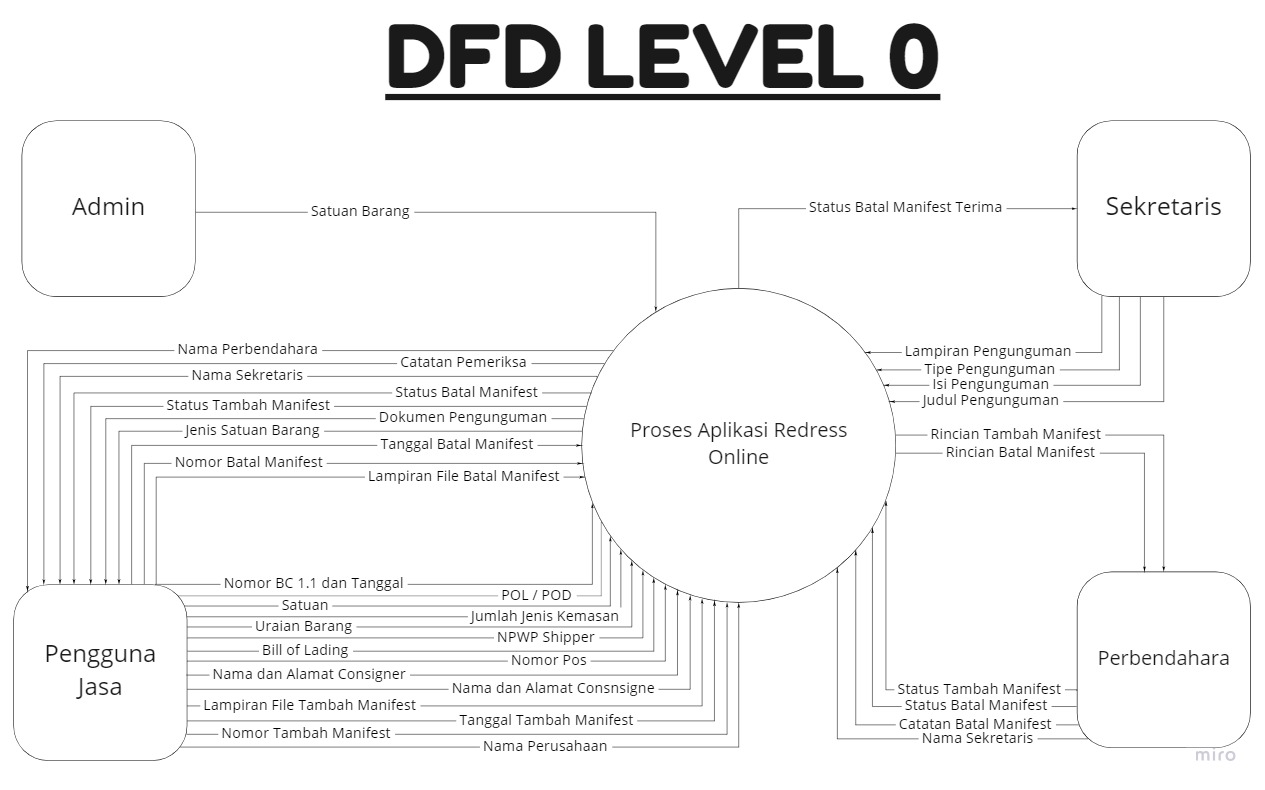 DFD LEVEL 0
Admin
Satuan Barang
Status Batal Manifest Terima
Sekretaris
Nama Perbendahara
Catatan Pemeriksa
Nama Sekretaris
Status Batal Manifest
Status Tambah Manifest
Dokumen Pengunguman
Jenis Satuan Barang
Tanggal Batal Manifest
Nomor Batal Manifest
Lampiran File Batal Manifest
Proses Aplikasi Redress
Online
Lampiran Pengunguman
Tipe Pengunguman
Isi Pengunguman
Judul Pengunguman
Rincian Tambah Manifest
Rincian Batal Manifest
Pengguna
Jasa
Nomor BC 1.1 dan Tanggal
POL / POD
Satuan
Jumlah Jenis Kemasan
Uraian Barang
NPWP Shipper
Bill of Lading
Nomor Pos
Nama dan Alamat Consigner
Nama dan Alamat Consnsigne
Lampiran File Tambah Manifest
Tanggal Tambah Manifest
Nomor Tambah Manifest
Nama Perusahaan
Perbendahara
Status Tambah Manifest
Status Batal Manifest
Catatan Batal Manifest
Nama Sekretaris
miro